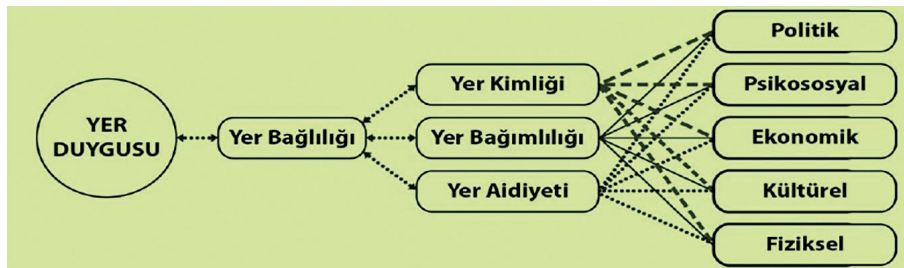 YER
DUYGUSU
Yer Bağlılığı
Yer Kimliği
Yer Bağımlılığı
Yer Aidiyeti
Politik
Psikososyal
Ekonomik
Kültürel
Fiziksel